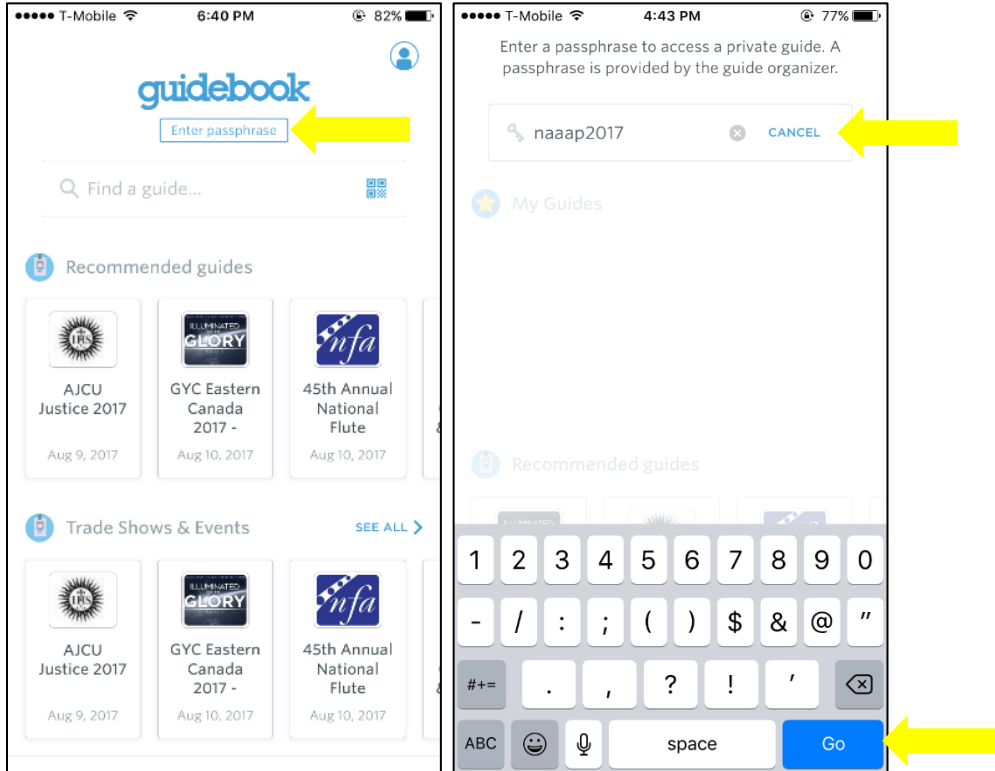 T-Mobile 6:40 PM 82%
guidebook
Enter passphrase
Find a guide...
Recommended guides
IHS
ILLUMINATED
GLORY
nfa
AJCU
Justice 2017
GYC Eastern
Canada
2017 -
45th Annual
National
Flute
Aug 9, 2017
Aug 10, 2017
Aug 10, 2017
Trade Shows & Events
SEE ALL
IHS
ILLUMINATED
GLORY
nfa
AJCU
Justice 2017
GYC Eastern
Canada
2017 -
45th Annual
National
Flute
Aug 9, 2017
Aug 10, 2017
Aug 10, 2017
T-Mobile 4:43 PM 77%
Enter a passphrase to access a private guide. A
passphrase is provided by the guide organizer.
naaap2017 CANCEL
My Guides
Recommended guides
ILLUMINATED
1 2 3 4 5 6 7 8 9 0
- / : ; ( ) $ & @ "
#+= . , ? ! '
ABC space Go